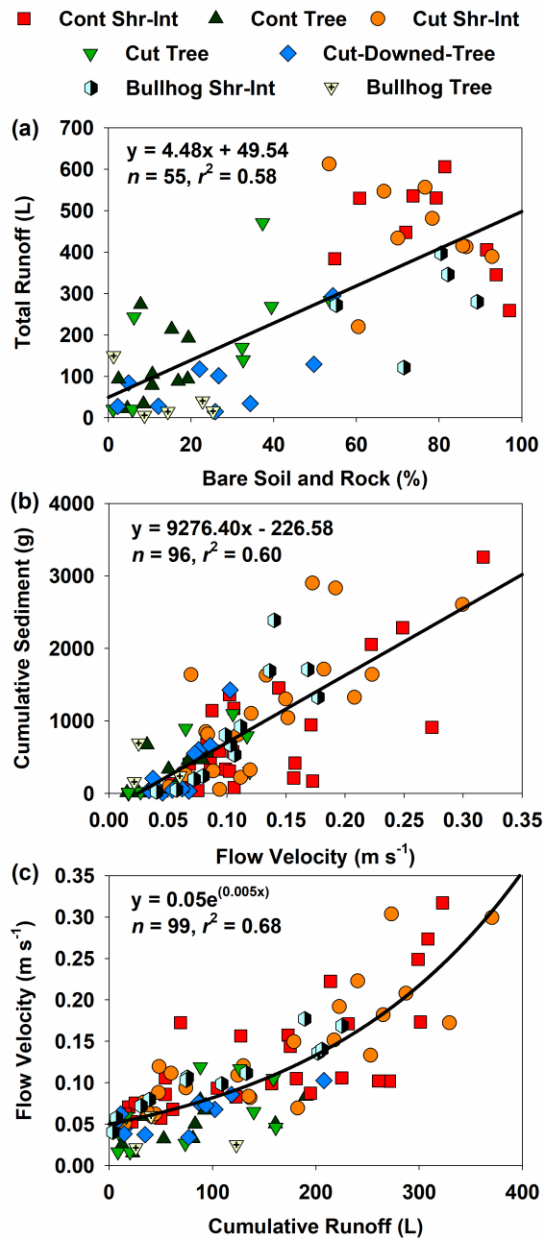 Cont Shr-Int Cont Tree Cut Shr-Int
Cut Tree Cut-Downed-Tree
Bullhog Shr-Int Bullhog Tree
(a)
700
600
500
400
300
200
100
0
Total Runoff (L)
y = 4.48x + 49.54
n = 55, r² = 0.58
0 20 40 60 80 100
Bare Soil and Rock (%)
(b)
4000
3000
2000
1000
0
Cumulative Sediment (g)
y = 9276.40x - 226.58
n = 96, r² = 0.60
0.00 0.05 0.10 0.15 0.20 0.25 0.30 0.35
Flow Velocity (m s⁻¹)
(c)
0.35
0.30
0.25
0.20
0.15
0.10
0.05
0.00
Flow Velocity (m s⁻¹)
y = 0.05e⁽⁰·⁰⁰⁵ˣ⁾
n = 99, r² = 0.68
0 100 200 300 400
Cumulative Runoff (L)